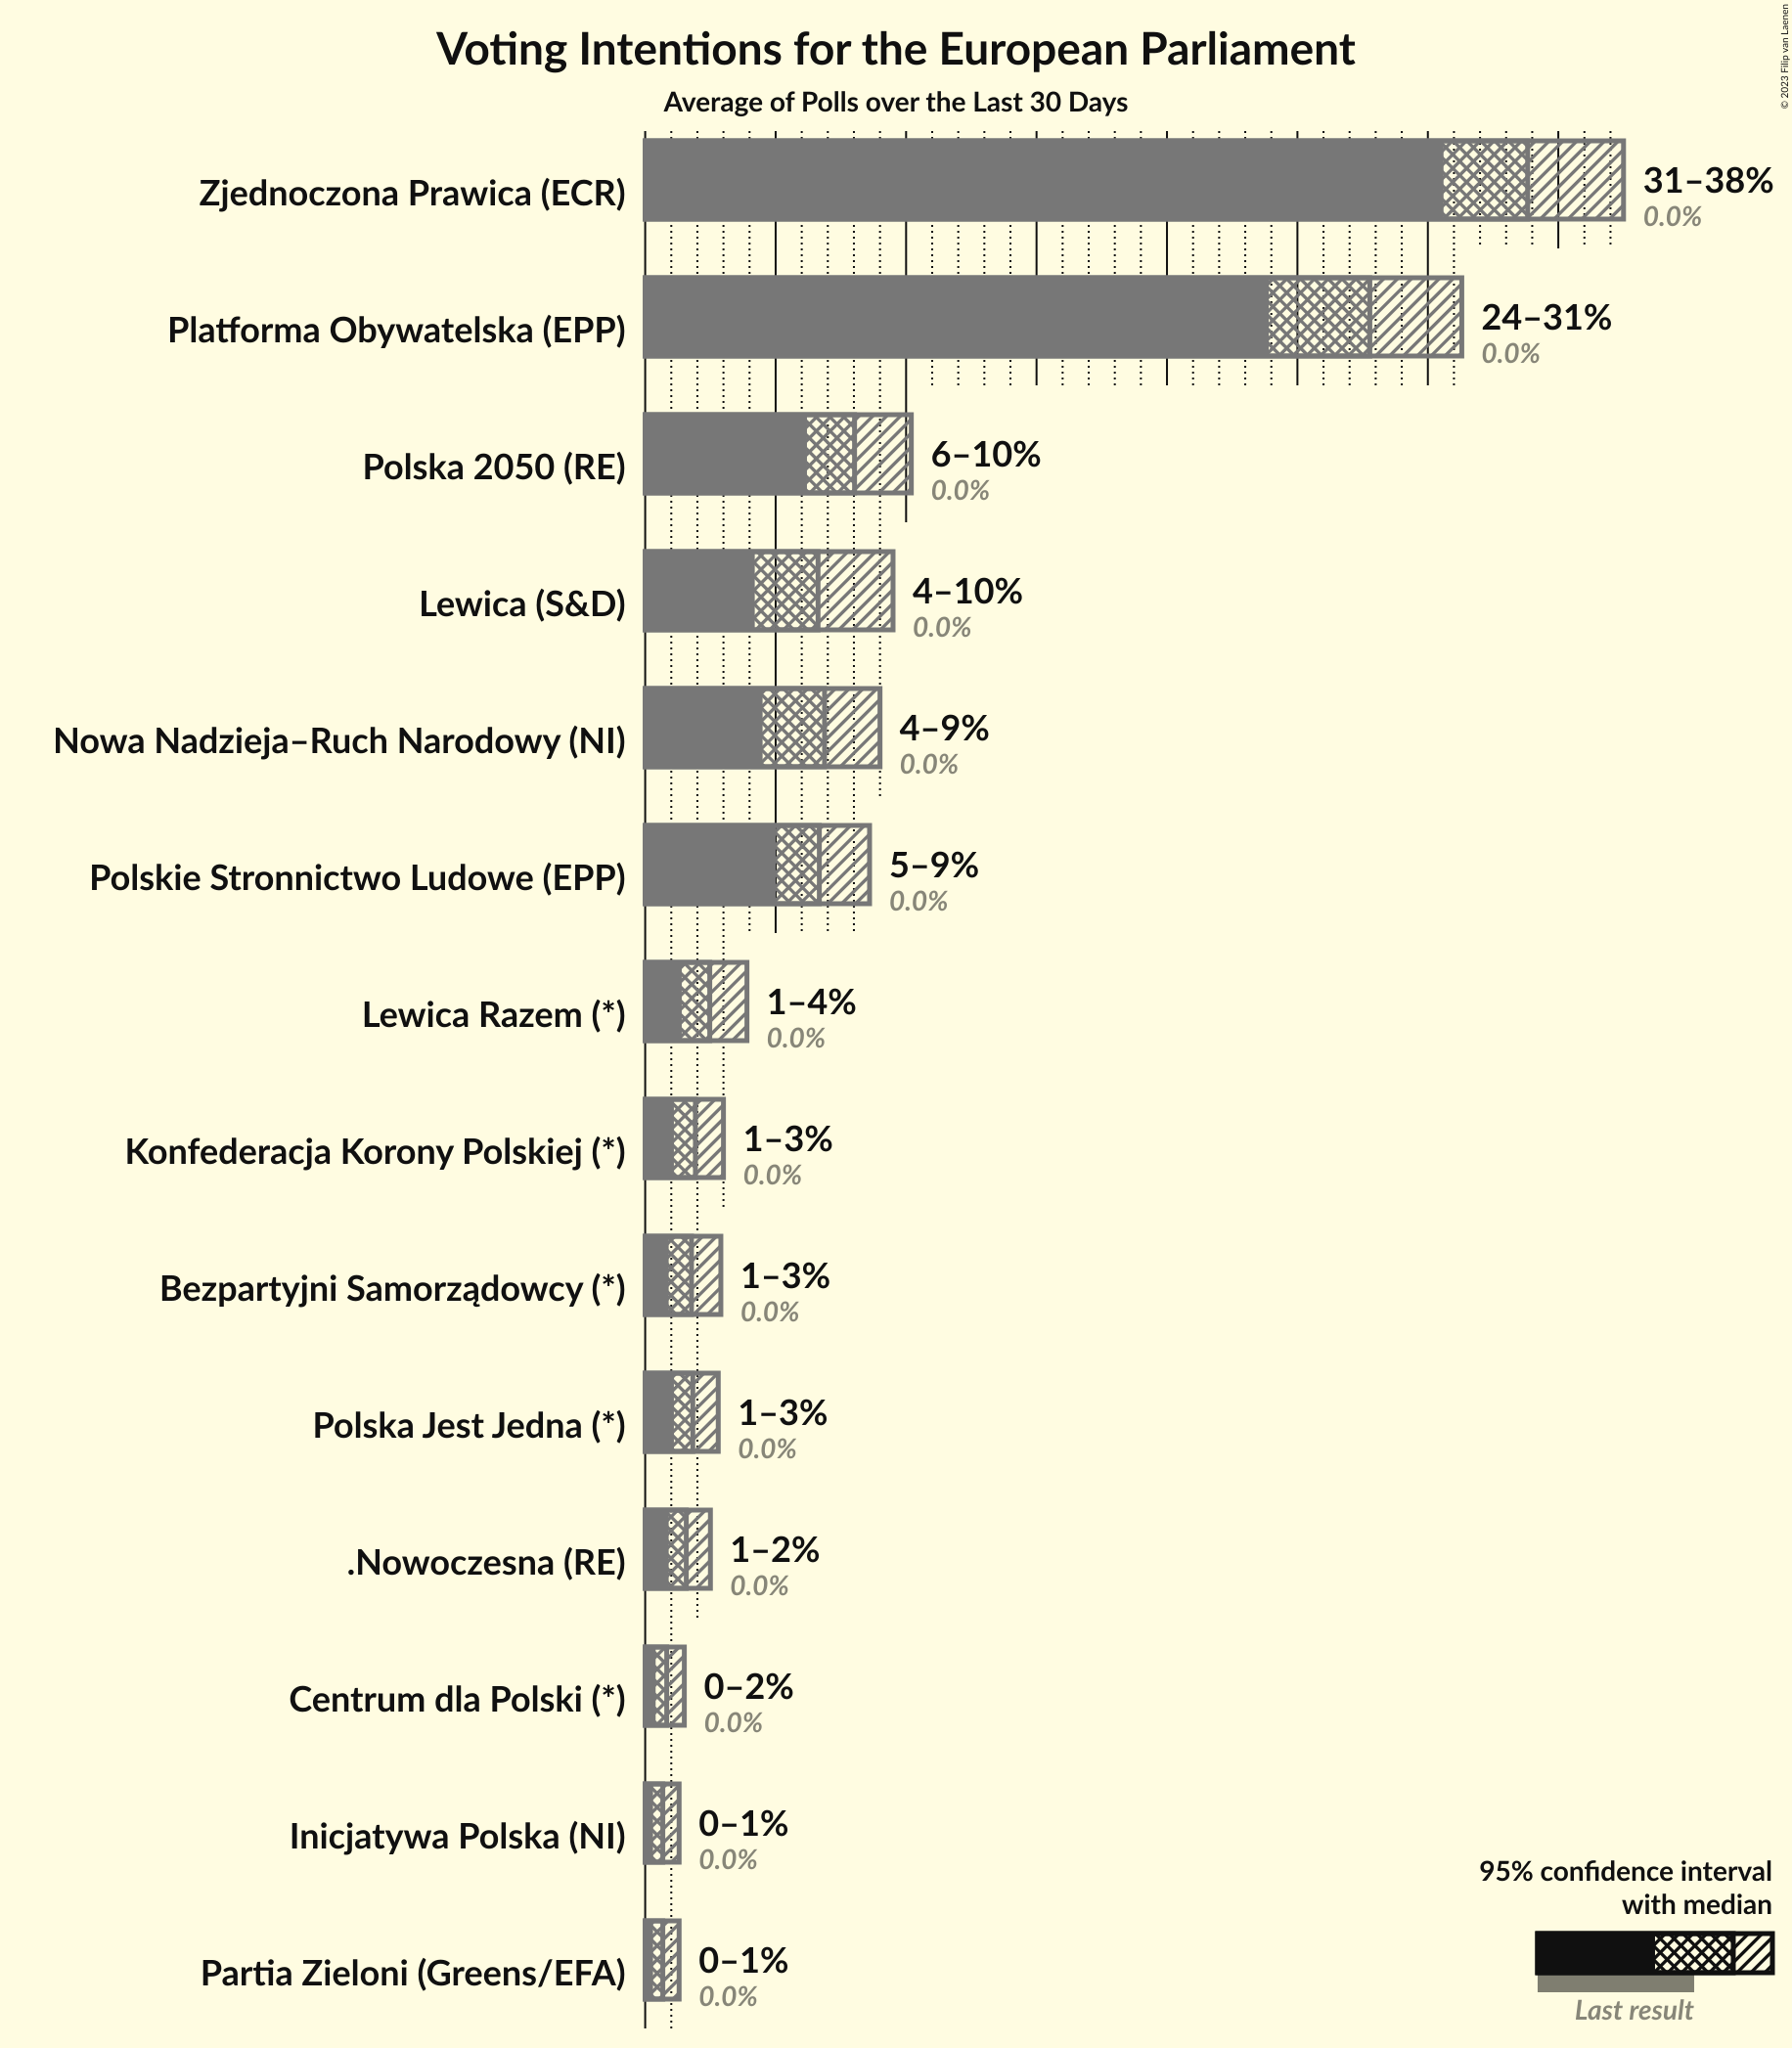 Voting Intentions for the European Parliament
Average of Polls over the Last 30 Days
© 2023 Filip van Laenen
Zjednoczona Prawica (ECR)
31–38%
0.0%
Platforma Obywatelska (EPP)
24–31%
0.0%
Polska 2050 (RE)
6–10%
0.0%
Lewica (S&D)
4–10%
0.0%
Nowa Nadzieja–Ruch Narodowy (NI)
4–9%
0.0%
Polskie Stronnictwo Ludowe (EPP)
5–9%
0.0%
Lewica Razem (*)
1–4%
0.0%
Konfederacja Korony Polskiej (*)
1–3%
0.0%
Bezpartyjni Samorządowcy (*)
1–3%
0.0%
Polska Jest Jedna (*)
1–3%
0.0%
.Nowoczesna (RE)
1–2%
0.0%
Centrum dla Polski (*)
0–2%
0.0%
Inicjatywa Polska (NI)
0–1%
0.0%
Partia Zieloni (Greens/EFA)
0–1%
0.0%
95% confidence interval
with median
Last result